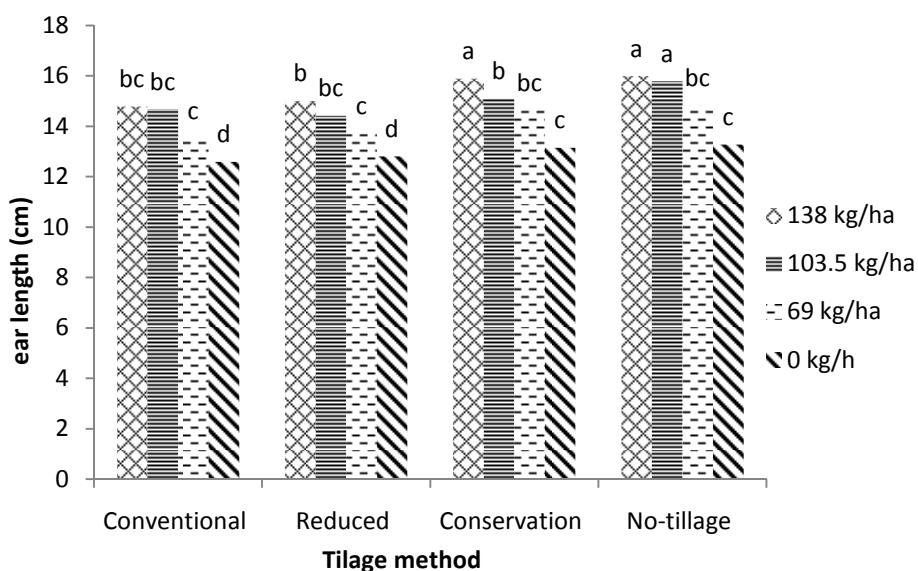 18
16
14
12
10
8
6
4
2
0
ear length (cm)
bc bc c d
b bc c d
a b bc c
a a bc c
Conventional Reduced Conservation No-tillage
Tilage method
138 kg/ha
103.5 kg/ha
69 kg/ha
0 kg/h